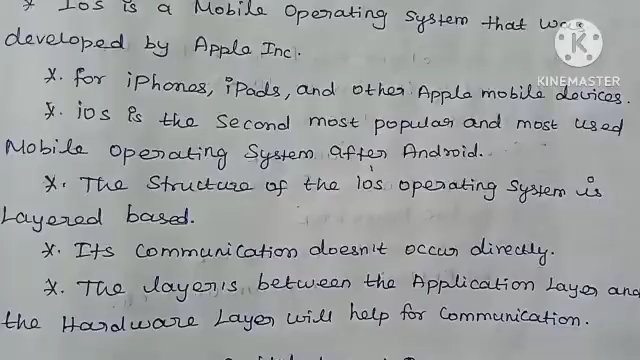 * Ios is a Mobile Operating System that was
developed by Apple Inc.
*. for iphones, ipads, and other Apple mobile devices.
*. ios is the second most popular and most used
Mobile Operating System after Android.
*. The structure of the ios operating system is
Layered based.
*. Its communication doesn't occur directly.
*. The layer's between the Application Layer and
the Hardware Layer will help for communication.
KINEMASTER